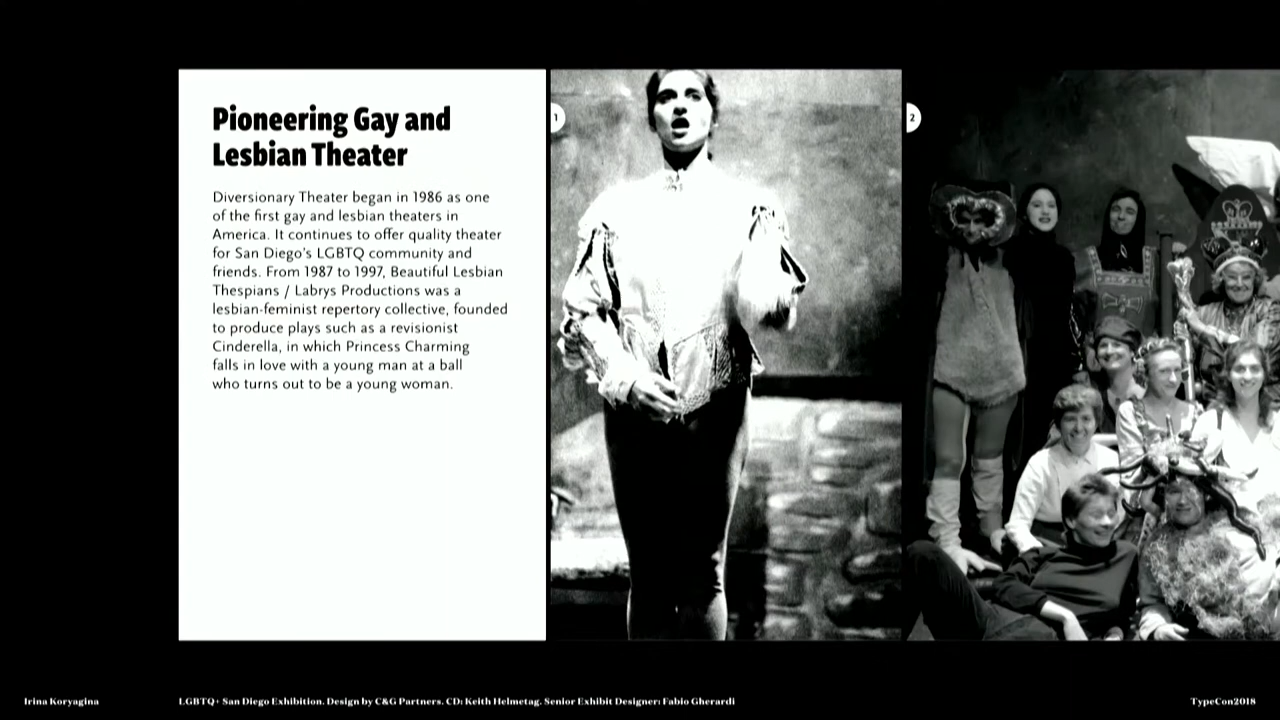 Pioneering Gay and
Lesbian Theater
Diversionary Theater began in 1986 as one
of the first gay and lesbian theaters in
America. It continues to offer quality theater
for San Diego's LGBTQ community and
friends. From 1987 to 1997, Beautiful Lesbian
Thespians / Labrys Productions was a
lesbian-feminist repertory collective, founded
to produce plays such as a revisionist
Cinderella, in which Princess Charming
falls in love with a young man at a ball
who turns out to be a young woman.
1
2
Irina Koryagina
LGBTQ+ San Diego Exhibition. Design by C&G Partners. CD: Keith Helmetag. Senior Exhibit Designer: Fabio Gherardi
TypeCon2018